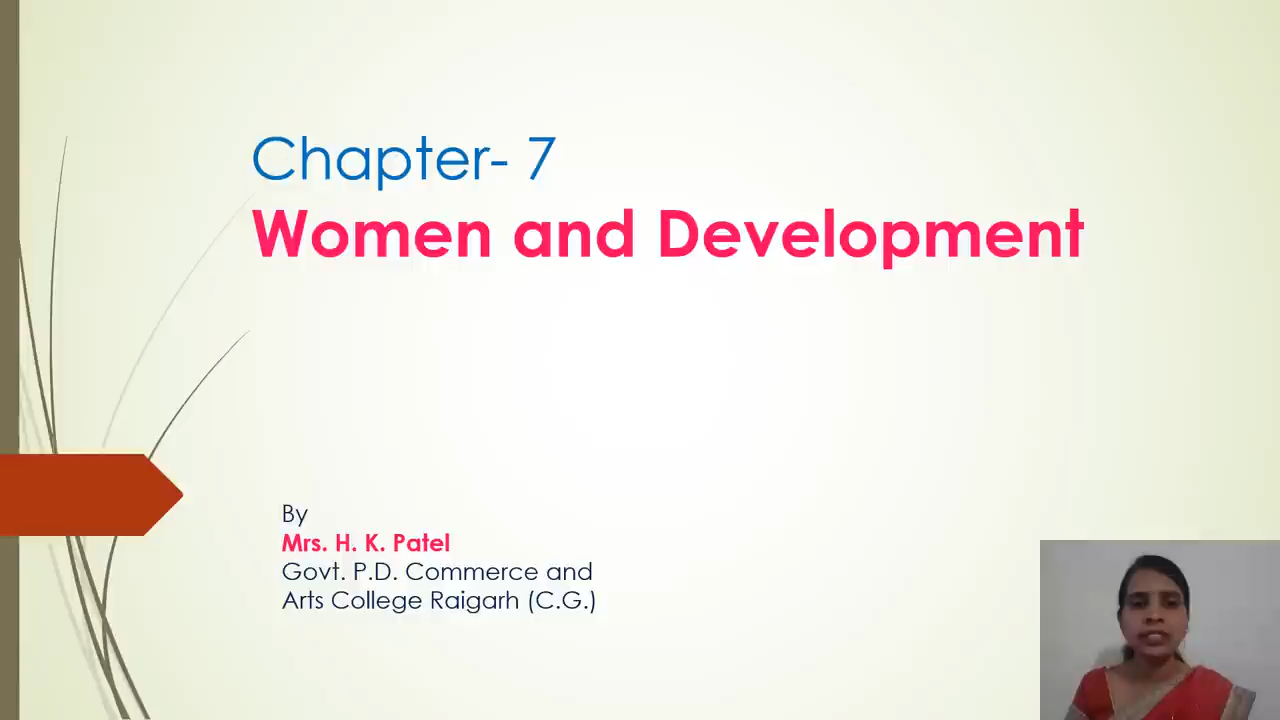 Chapter- 7
Women and Development
By
Mrs. H. K. Patel
Govt. P.D. Commerce and
Arts College Raigarh (C.G.)